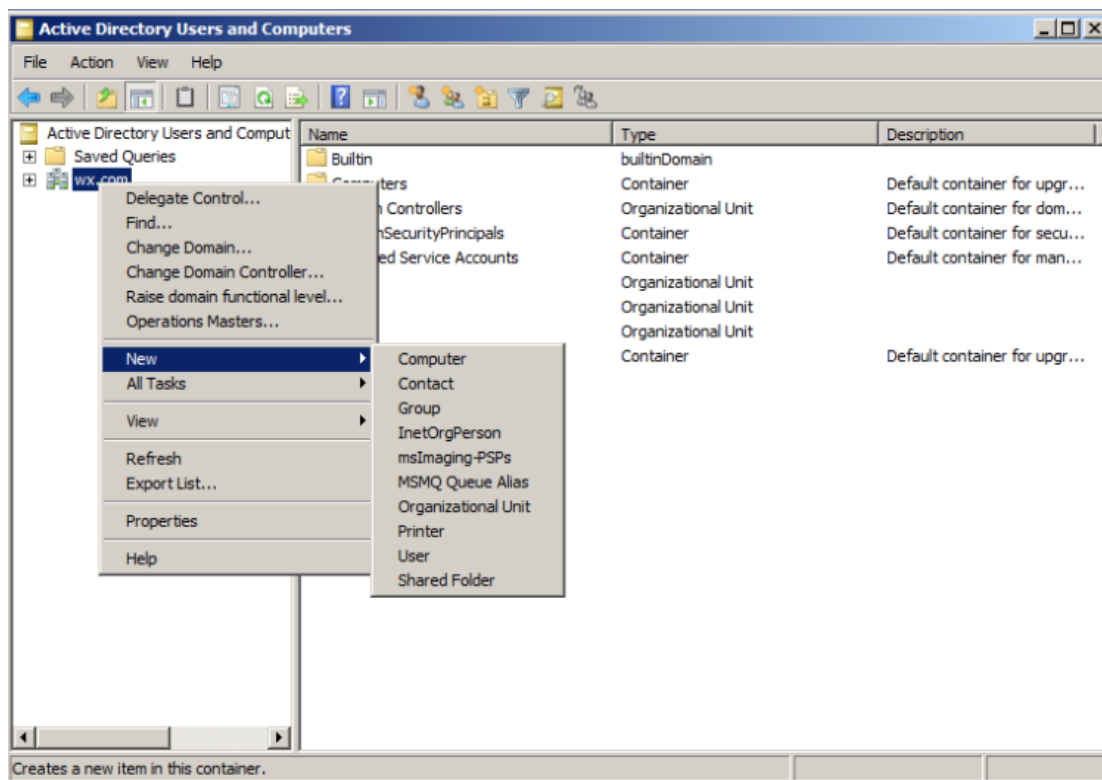 Active Directory Users and Computers
File Action View Help
Active Directory Users and Comput
Saved Queries
wx.com
Name Type Description
Builtin builtinDomain
Computers Container Default container for upgr...
Controllers Organizational Unit Default container for dom...
nSecurityPrincipals Container Default container for secu...
ed Service Accounts Container Default container for man...
Organizational Unit
Organizational Unit
Organizational Unit
Container Default container for upgr...
Delegate Control...
Find...
Change Domain...
Change Domain Controller...
Raise domain functional level...
Operations Masters...
New
All Tasks
View
Refresh
Export List...
Properties
Help
Computer
Contact
Group
InetOrgPerson
msImaging-PSPs
MSMQ Queue Alias
Organizational Unit
Printer
User
Shared Folder
Creates a new item in this container.